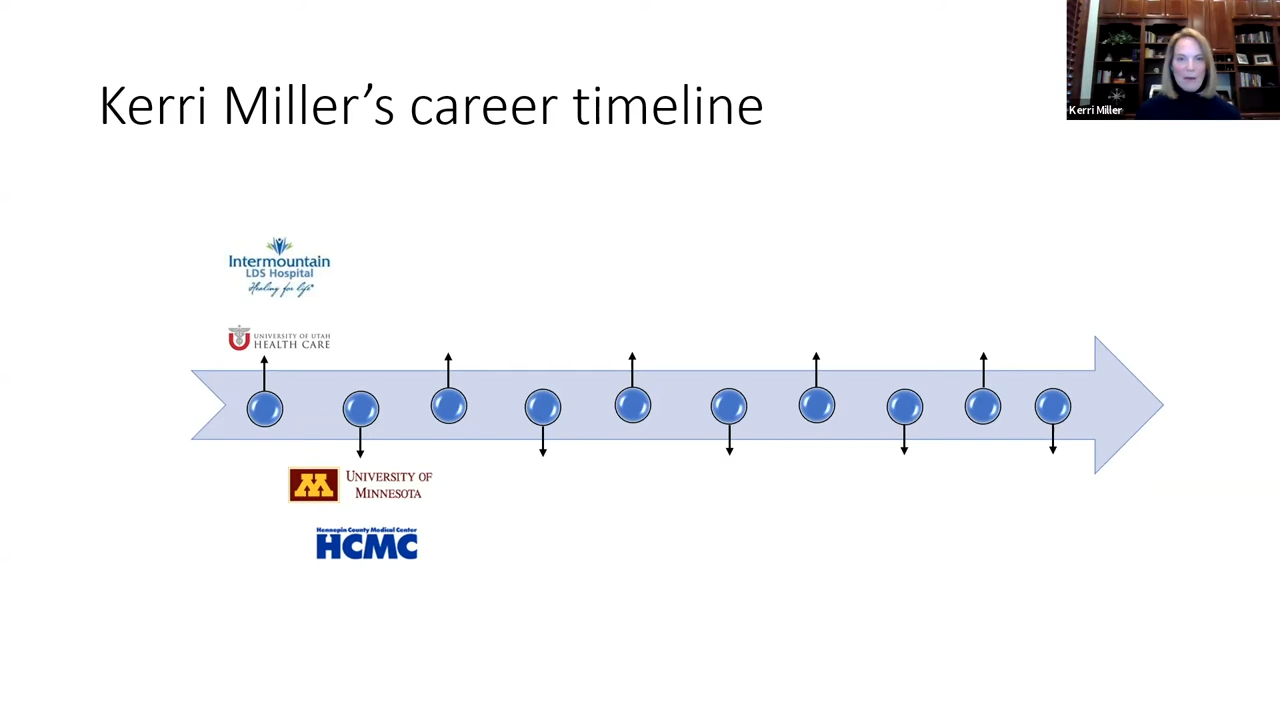 Kerri Miller's career timeline
Kerri Miller
Intermountain
LDS Hospital
Healing for life®
U
UNIVERSITY OF UTAH
HEALTH CARE
M
UNIVERSITY OF
MINNESOTA
Hennepin County Medical Center
HCMC